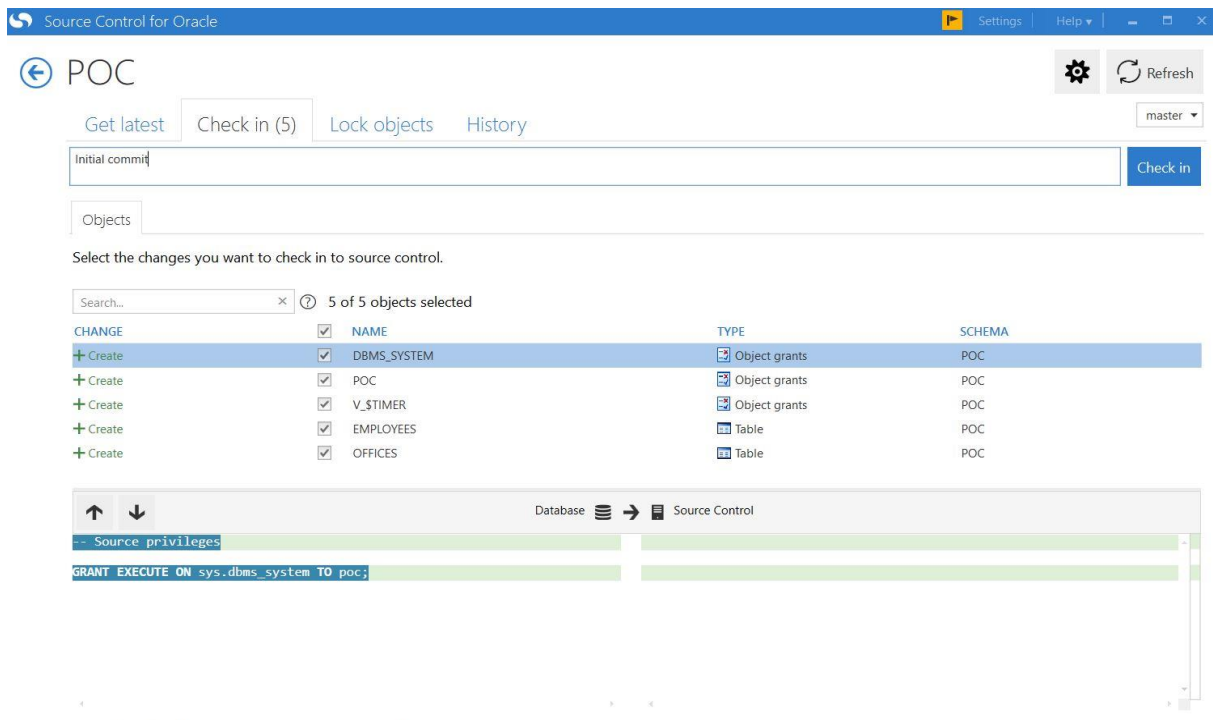 Source Control for Oracle Settings Help
POC Refresh
Get latest Check in (5) Lock objects History master
Initial commit Check in
Objects
Select the changes you want to check in to source control.
Search... 5 of 5 objects selected
CHANGE NAME TYPE SCHEMA
+ Create DBMS_SYSTEM Object grants POC
+ Create POC Object grants POC
+ Create V_$TIMER Object grants POC
+ Create EMPLOYEES Table POC
+ Create OFFICES Table POC
Database Source Control
-- Source privileges
GRANT EXECUTE ON sys.dbms_system TO poc;